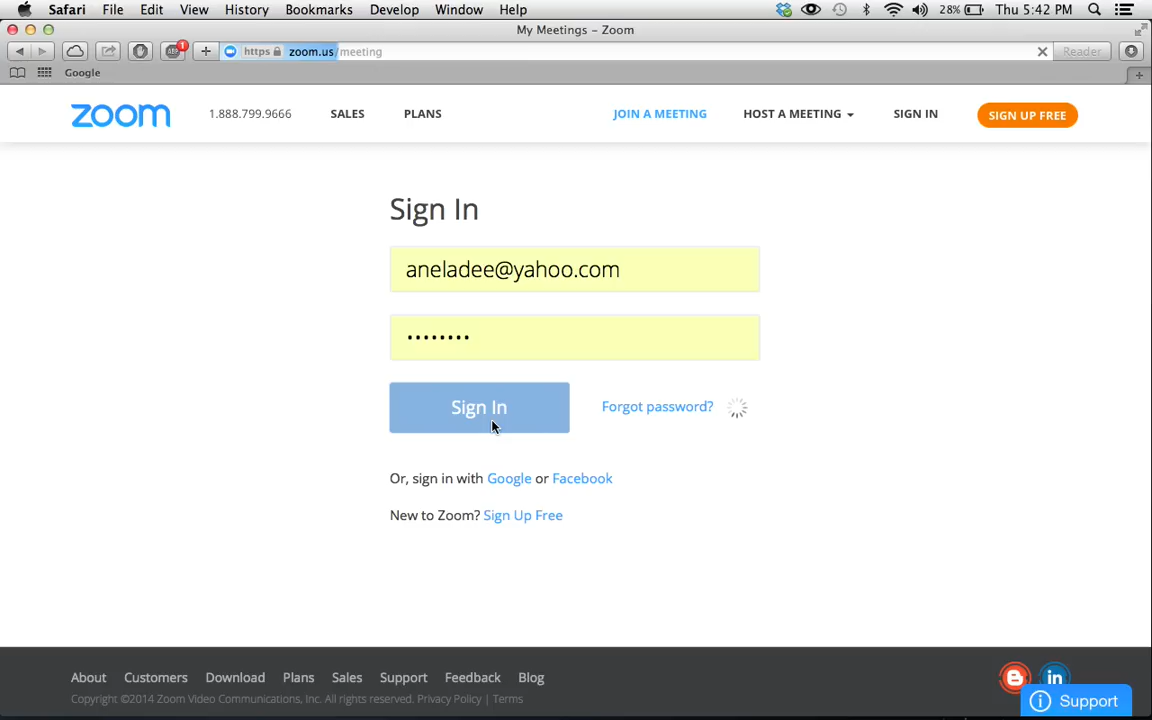 Safari File Edit View History Bookmarks Develop Window Help 28% Thu 5:42 PM
My Meetings – Zoom
ABP 1 + https zoom.us/meeting Reader
Google
zoom 1.888.799.9666 SALES PLANS JOIN A MEETING HOST A MEETING SIGN IN SIGN UP FREE
Sign In
aneladee@yahoo.com
••••••••
Sign In Forgot password?
Or, sign in with Google or Facebook
New to Zoom? Sign Up Free
About Customers Download Plans Sales Support Feedback Blog
Copyright ©2014 Zoom Video Communications, Inc. All rights reserved. Privacy Policy | Terms
in
Support